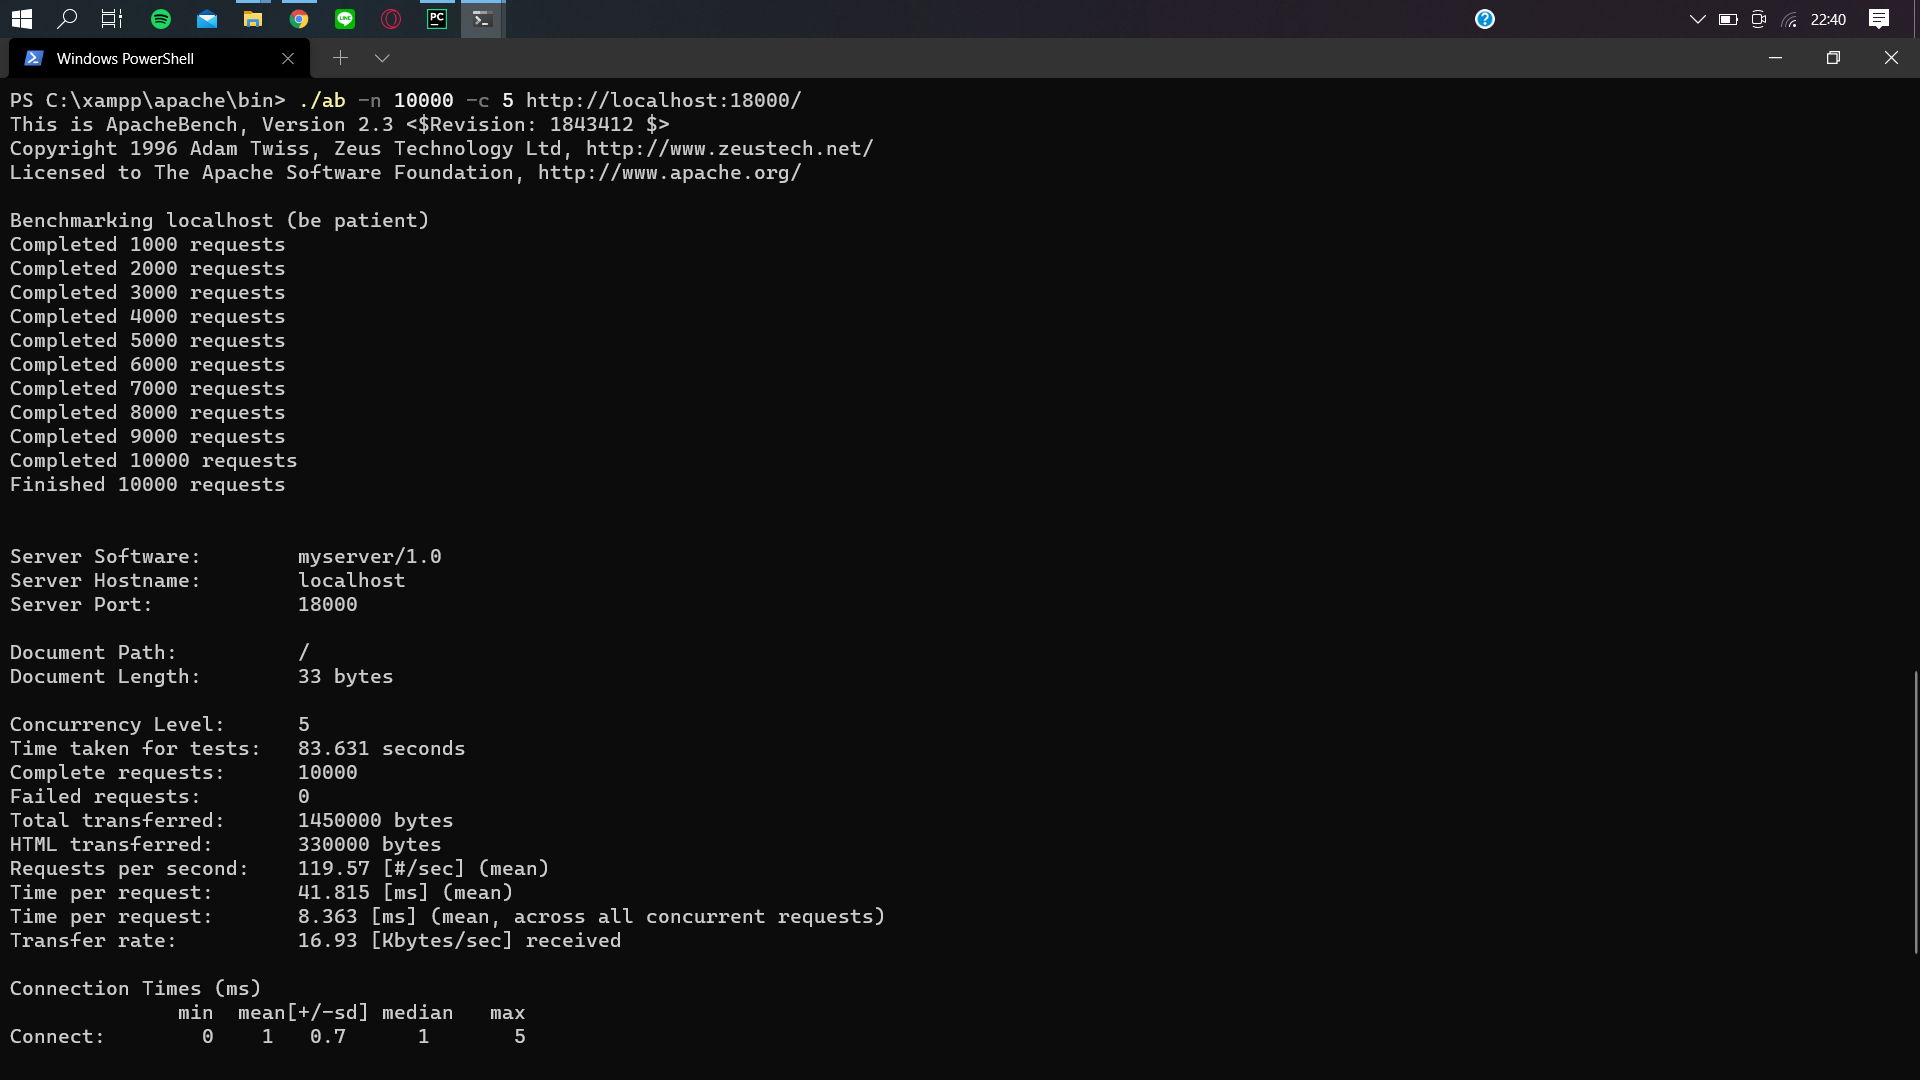 LINE
PC
22:40
Windows PowerShell
PS C:\xampp\apache\bin> ./ab -n 10000 -c 5 http://localhost:18000/
This is ApacheBench, Version 2.3 <$Revision: 1843412 $>
Copyright 1996 Adam Twiss, Zeus Technology Ltd, http://www.zeustech.net/
Licensed to The Apache Software Foundation, http://www.apache.org/

Benchmarking localhost (be patient)
Completed 1000 requests
Completed 2000 requests
Completed 3000 requests
Completed 4000 requests
Completed 5000 requests
Completed 6000 requests
Completed 7000 requests
Completed 8000 requests
Completed 9000 requests
Completed 10000 requests
Finished 10000 requests

Server Software:        myserver/1.0
Server Hostname:        localhost
Server Port:            18000

Document Path:          /
Document Length:        33 bytes

Concurrency Level:      5
Time taken for tests:   83.631 seconds
Complete requests:      10000
Failed requests:        0
Total transferred:      1450000 bytes
HTML transferred:       330000 bytes
Requests per second:    119.57 [#/sec] (mean)
Time per request:       41.815 [ms] (mean)
Time per request:       8.363 [ms] (mean, across all concurrent requests)
Transfer rate:          16.93 [Kbytes/sec] received

Connection Times (ms)
              min  mean[+/-sd] median   max
Connect:        0    1   0.7      1       5